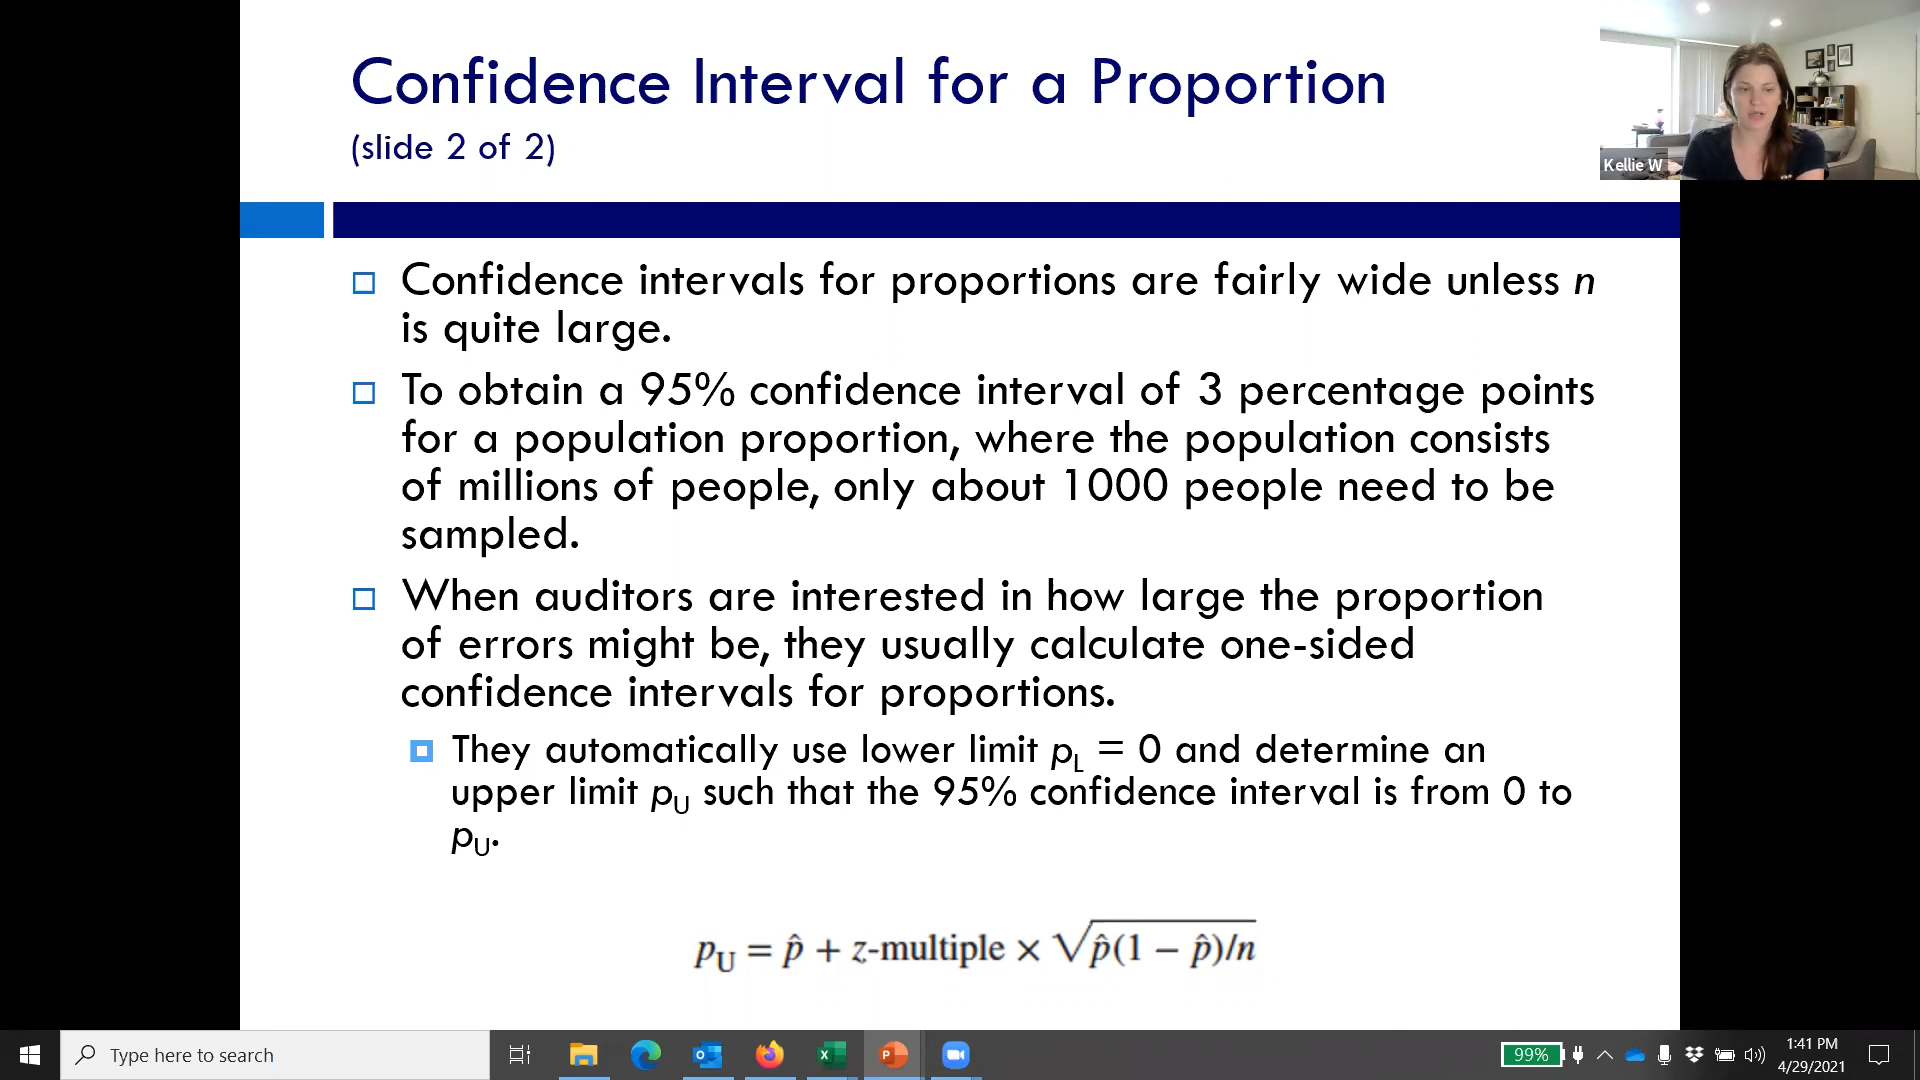 Confidence Interval for a Proportion
(slide 2 of 2)
Kellie W
Confidence intervals for proportions are fairly wide unless n
is quite large.
To obtain a 95% confidence interval of 3 percentage points
for a population proportion, where the population consists
of millions of people, only about 1000 people need to be
sampled.
When auditors are interested in how large the proportion
of errors might be, they usually calculate one-sided
confidence intervals for proportions.
They automatically use lower limit p_L = 0 and determine an
upper limit p_U such that the 95% confidence interval is from 0 to
p_U.
p_U = p̂ + z-multiple × √p̂(1 − p̂)/n
Type here to search
99%
1:41 PM
4/29/2021